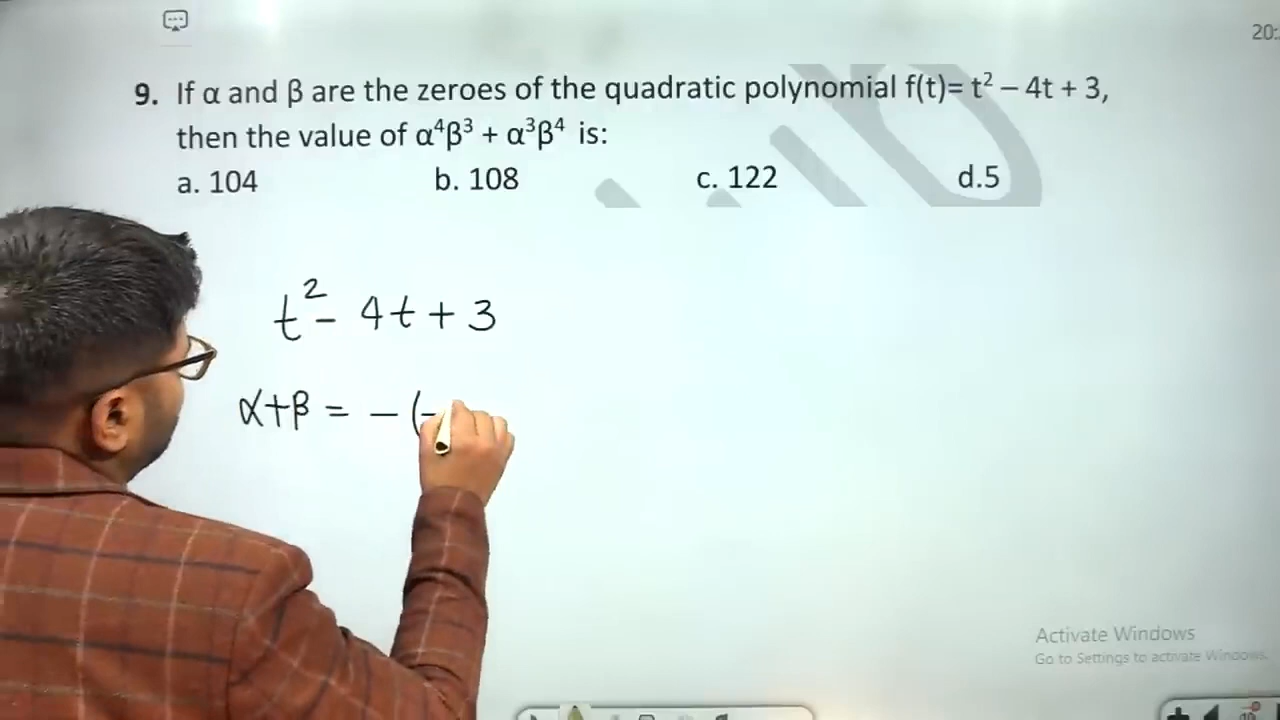 20:
9. If α and β are the zeroes of the quadratic polynomial f(t)= t² – 4t + 3,
then the value of α⁴β³ + α³β⁴ is:
a. 104 b. 108 c. 122 d.5
t² - 4t + 3
α+β = - (-
Activate Windows
Go to Settings to activate Windows.